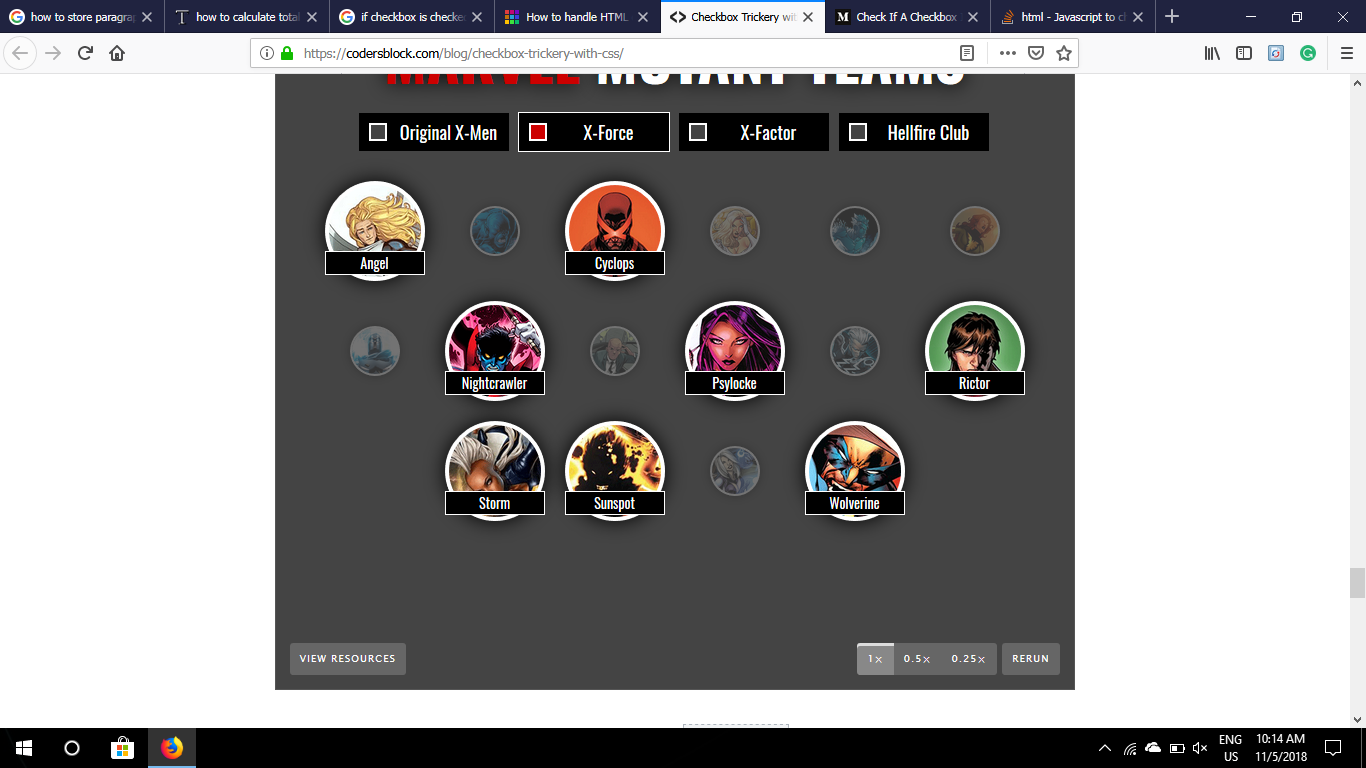 how to store paragra
how to calculate total
if checkbox is checke
How to handle HTML
Checkbox Trickery wit
Check If A Checkbox
html - Javascript to ch
https://codersblock.com/blog/checkbox-trickery-with-css/
MARVEL MUTANT TEAMS
Original X-Men
X-Force
X-Factor
Hellfire Club
Angel
Cyclops
Nightcrawler
Psylocke
Rictor
Storm
Sunspot
Wolverine
VIEW RESOURCES
1×
0.5×
0.25×
RERUN
ENG
US
10:14 AM
11/5/2018